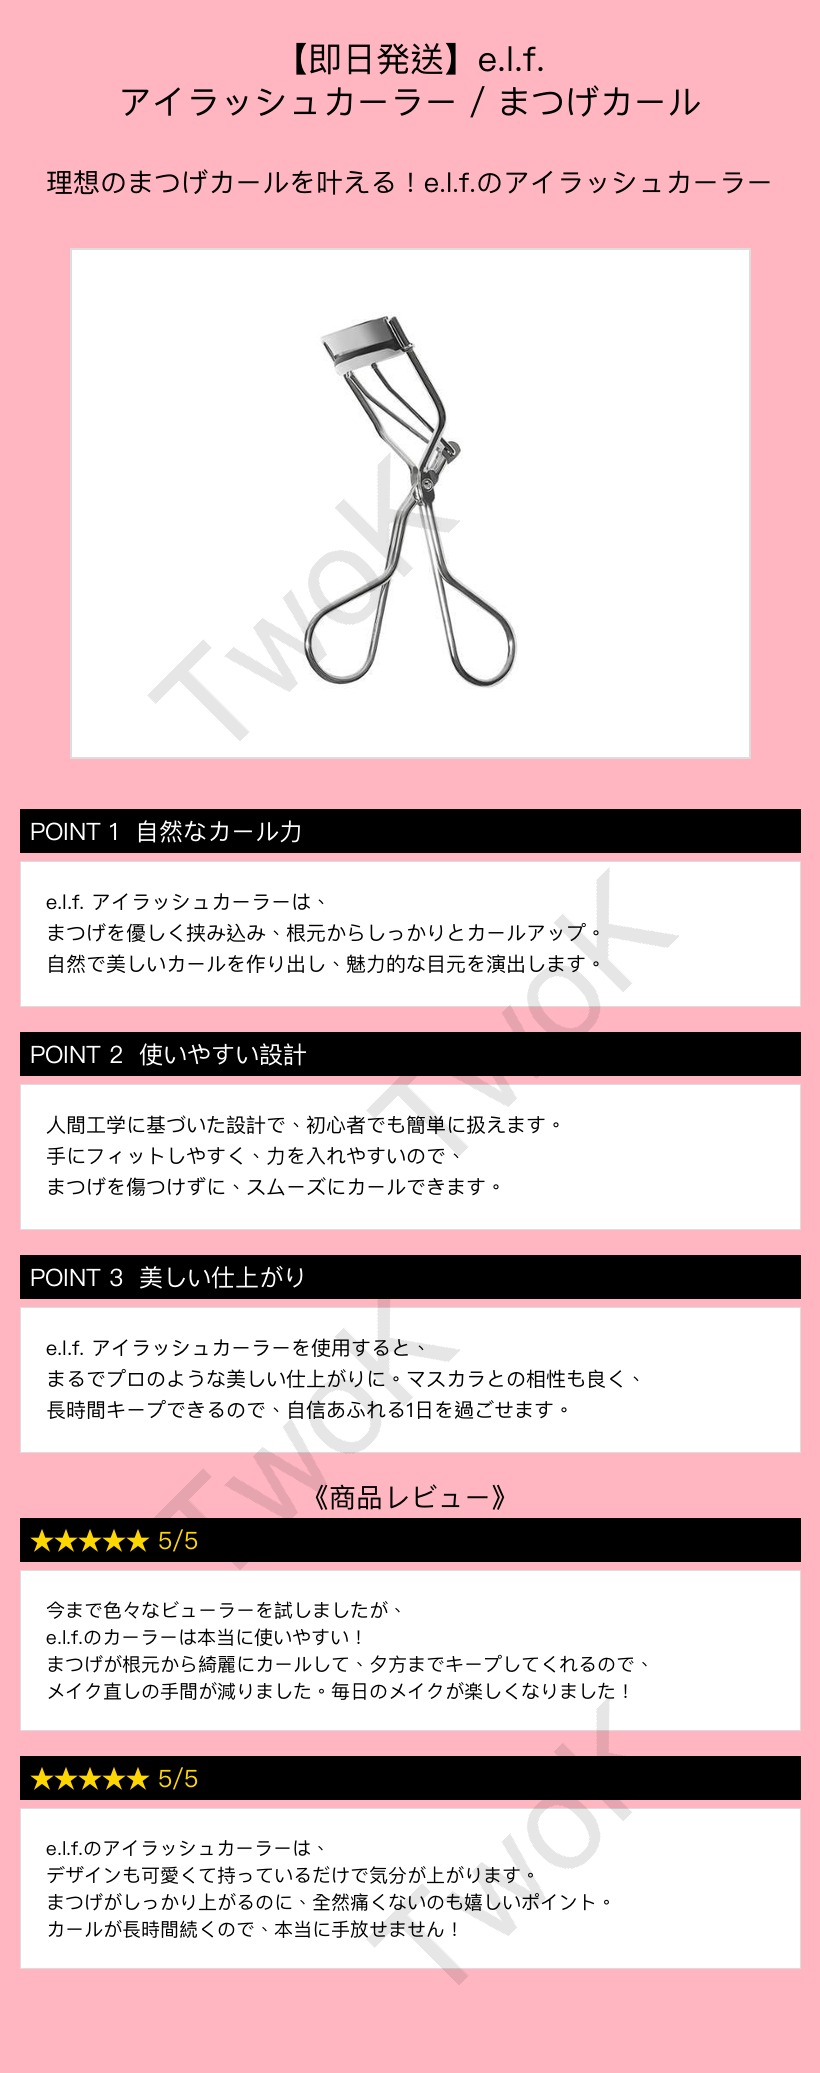 【即日発送】e.l.f.
アイラッシュカーラー / まつげカール
理想のまつげカールを叶える！e.l.f.のアイラッシュカーラー
TwoK
POINT 1 自然なカール力
e.l.f. アイラッシュカーラーは、
まつげを優しく挟み込み、根元からしっかりとカールアップ。
自然で美しいカールを作り出し、魅力的な目元を演出します。
TwoK
POINT 2 使いやすい設計
人間工学に基づいた設計で、初心者でも簡単に扱えます。
手にフィットしやすく、力を入れやすいので、
まつげを傷つけずに、スムーズにカールできます。
POINT 3 美しい仕上がり
e.l.f. アイラッシュカーラーを使用すると、
まるでプロのような美しい仕上がりに。マスカラとの相性も良く、
長時間キープできるので、自信あふれる1日を過ごせます。
TwoK
《商品レビュー》
★★★★★ 5/5
今まで色々なビューラーを試しましたが、
e.l.f.のカーラーは本当に使いやすい！
まつげが根元から綺麗にカールして、夕方までキープしてくれるので、
メイク直しの手間が減りました。毎日のメイクが楽しくなりました！
★★★★★ 5/5
e.l.f.のアイラッシュカーラーは、
デザインも可愛くて持っているだけで気分が上がります。
まつげがしっかり上がるのに、全然痛くないのも嬉しいポイント。
カールが長時間続くので、本当に手放せません！
TwoK